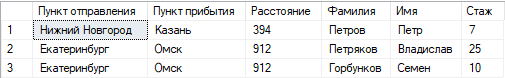 Пункт отправления Пункт прибытия Расстояние Фамилия Имя Стаж
1 Нижний Новгород Казань 394 Петров Петр 7
2 Екатеринбург Омск 912 Петряков Владислав 25
3 Екатеринбург Омск 912 Горбунков Семен 10